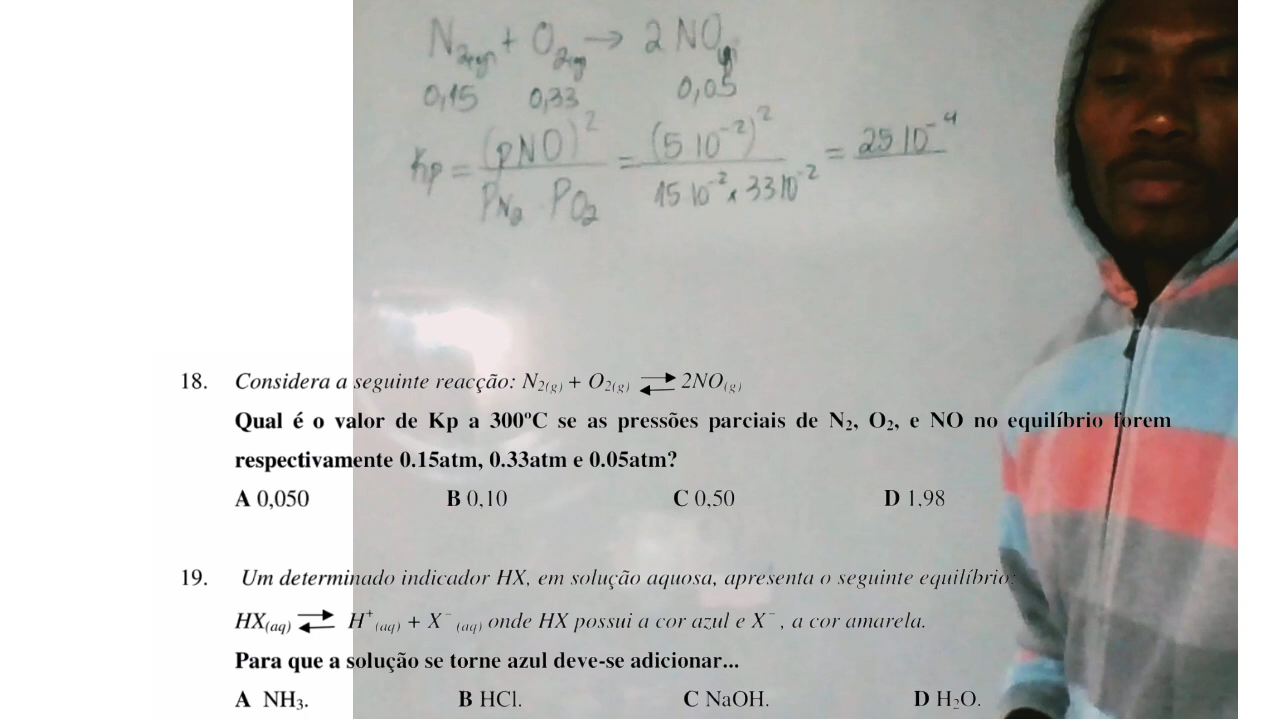 N2(g) + O2(g) → 2 NO(g)
0,15 0,33 0,05
Kp = (pNO)² / PN2 · PO2 = (5 10⁻²)² / 15 10⁻² x 33 10⁻² = 25 10⁻⁴
18. Considera a seguinte reacção: N2(g) + O2(g) ⇄ 2NO(g)
Qual é o valor de Kp a 300ºC se as pressões parciais de N2, O2, e NO no equilíbrio forem
respectivamente 0.15atm, 0.33atm e 0.05atm?
A 0,050 B 0,10 C 0,50 D 1,98
19. Um determinado indicador HX, em solução aquosa, apresenta o seguinte equilíbrio:
HX(aq) ⇄ H⁺(aq) + X⁻(aq) onde HX possui a cor azul e X⁻, a cor amarela.
Para que a solução se torne azul deve-se adicionar...
A NH3. B HCl. C NaOH. D H2O.